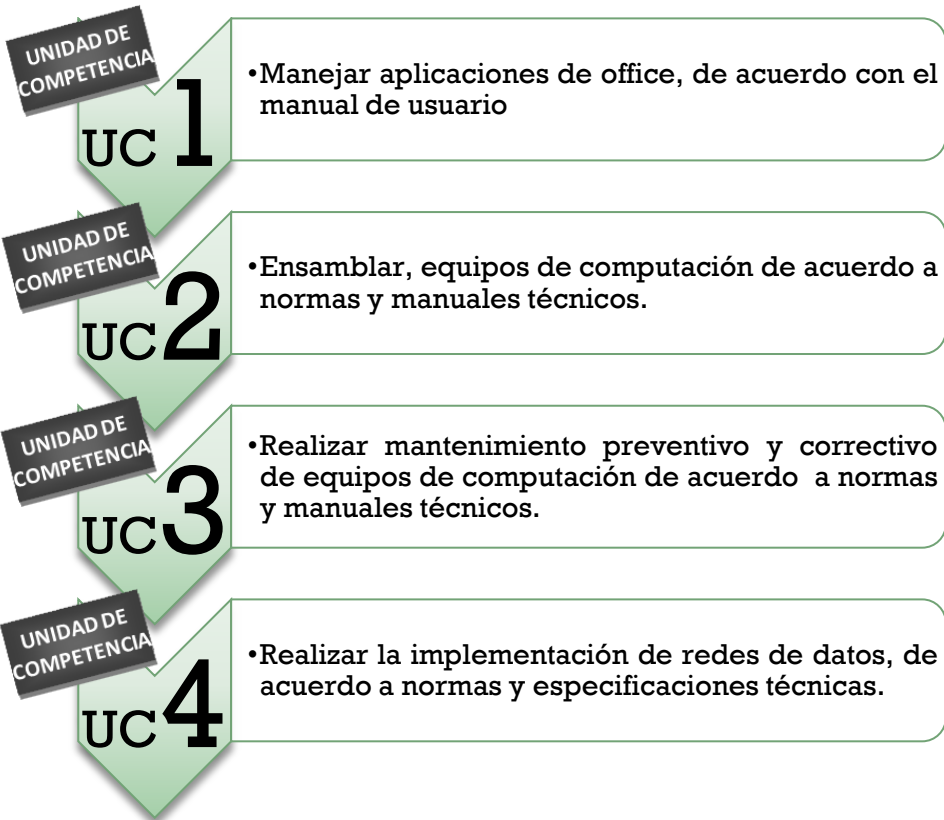 UNIDAD DE
COMPETENCIA
UC 1
•Manejar aplicaciones de office, de acuerdo con el
manual de usuario
UNIDAD DE
COMPETENCIA
UC2
•Ensamblar, equipos de computación de acuerdo a
normas y manuales técnicos.
UNIDAD DE
COMPETENCIA
UC3
•Realizar mantenimiento preventivo y correctivo
de equipos de computación de acuerdo a normas
y manuales técnicos.
UNIDAD DE
COMPETENCIA
UC4
•Realizar la implementación de redes de datos, de
acuerdo a normas y especificaciones técnicas.